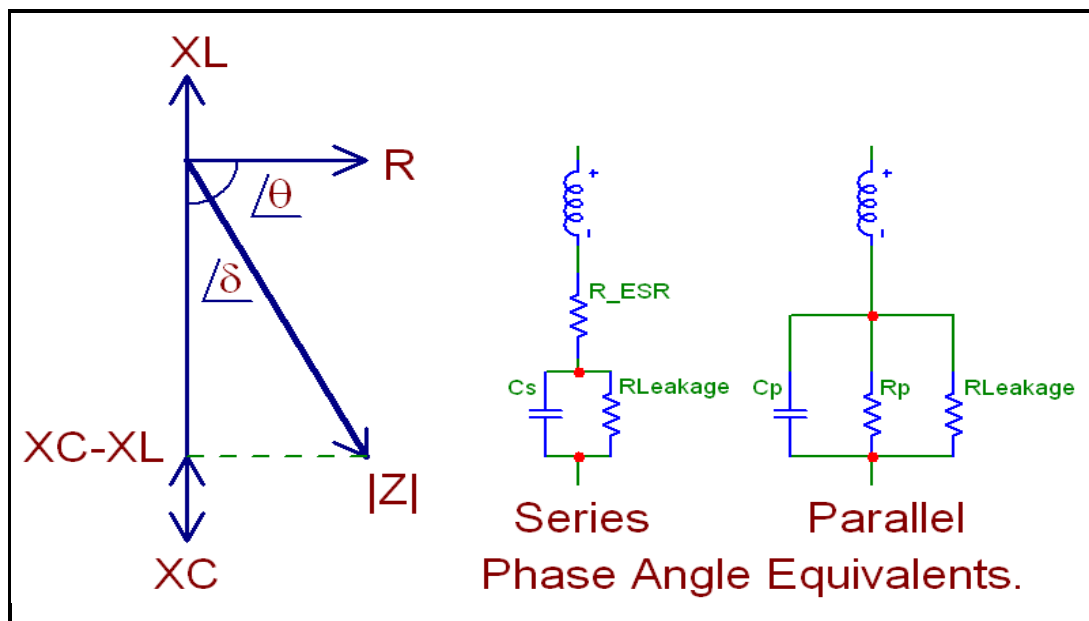 XL
R
∠θ
∠δ
XC-XL
|Z|
XC
+
-
R_ESR
Cs
RLeakage
Series
+
-
Cp
Rp
RLeakage
Parallel
Phase Angle Equivalents.